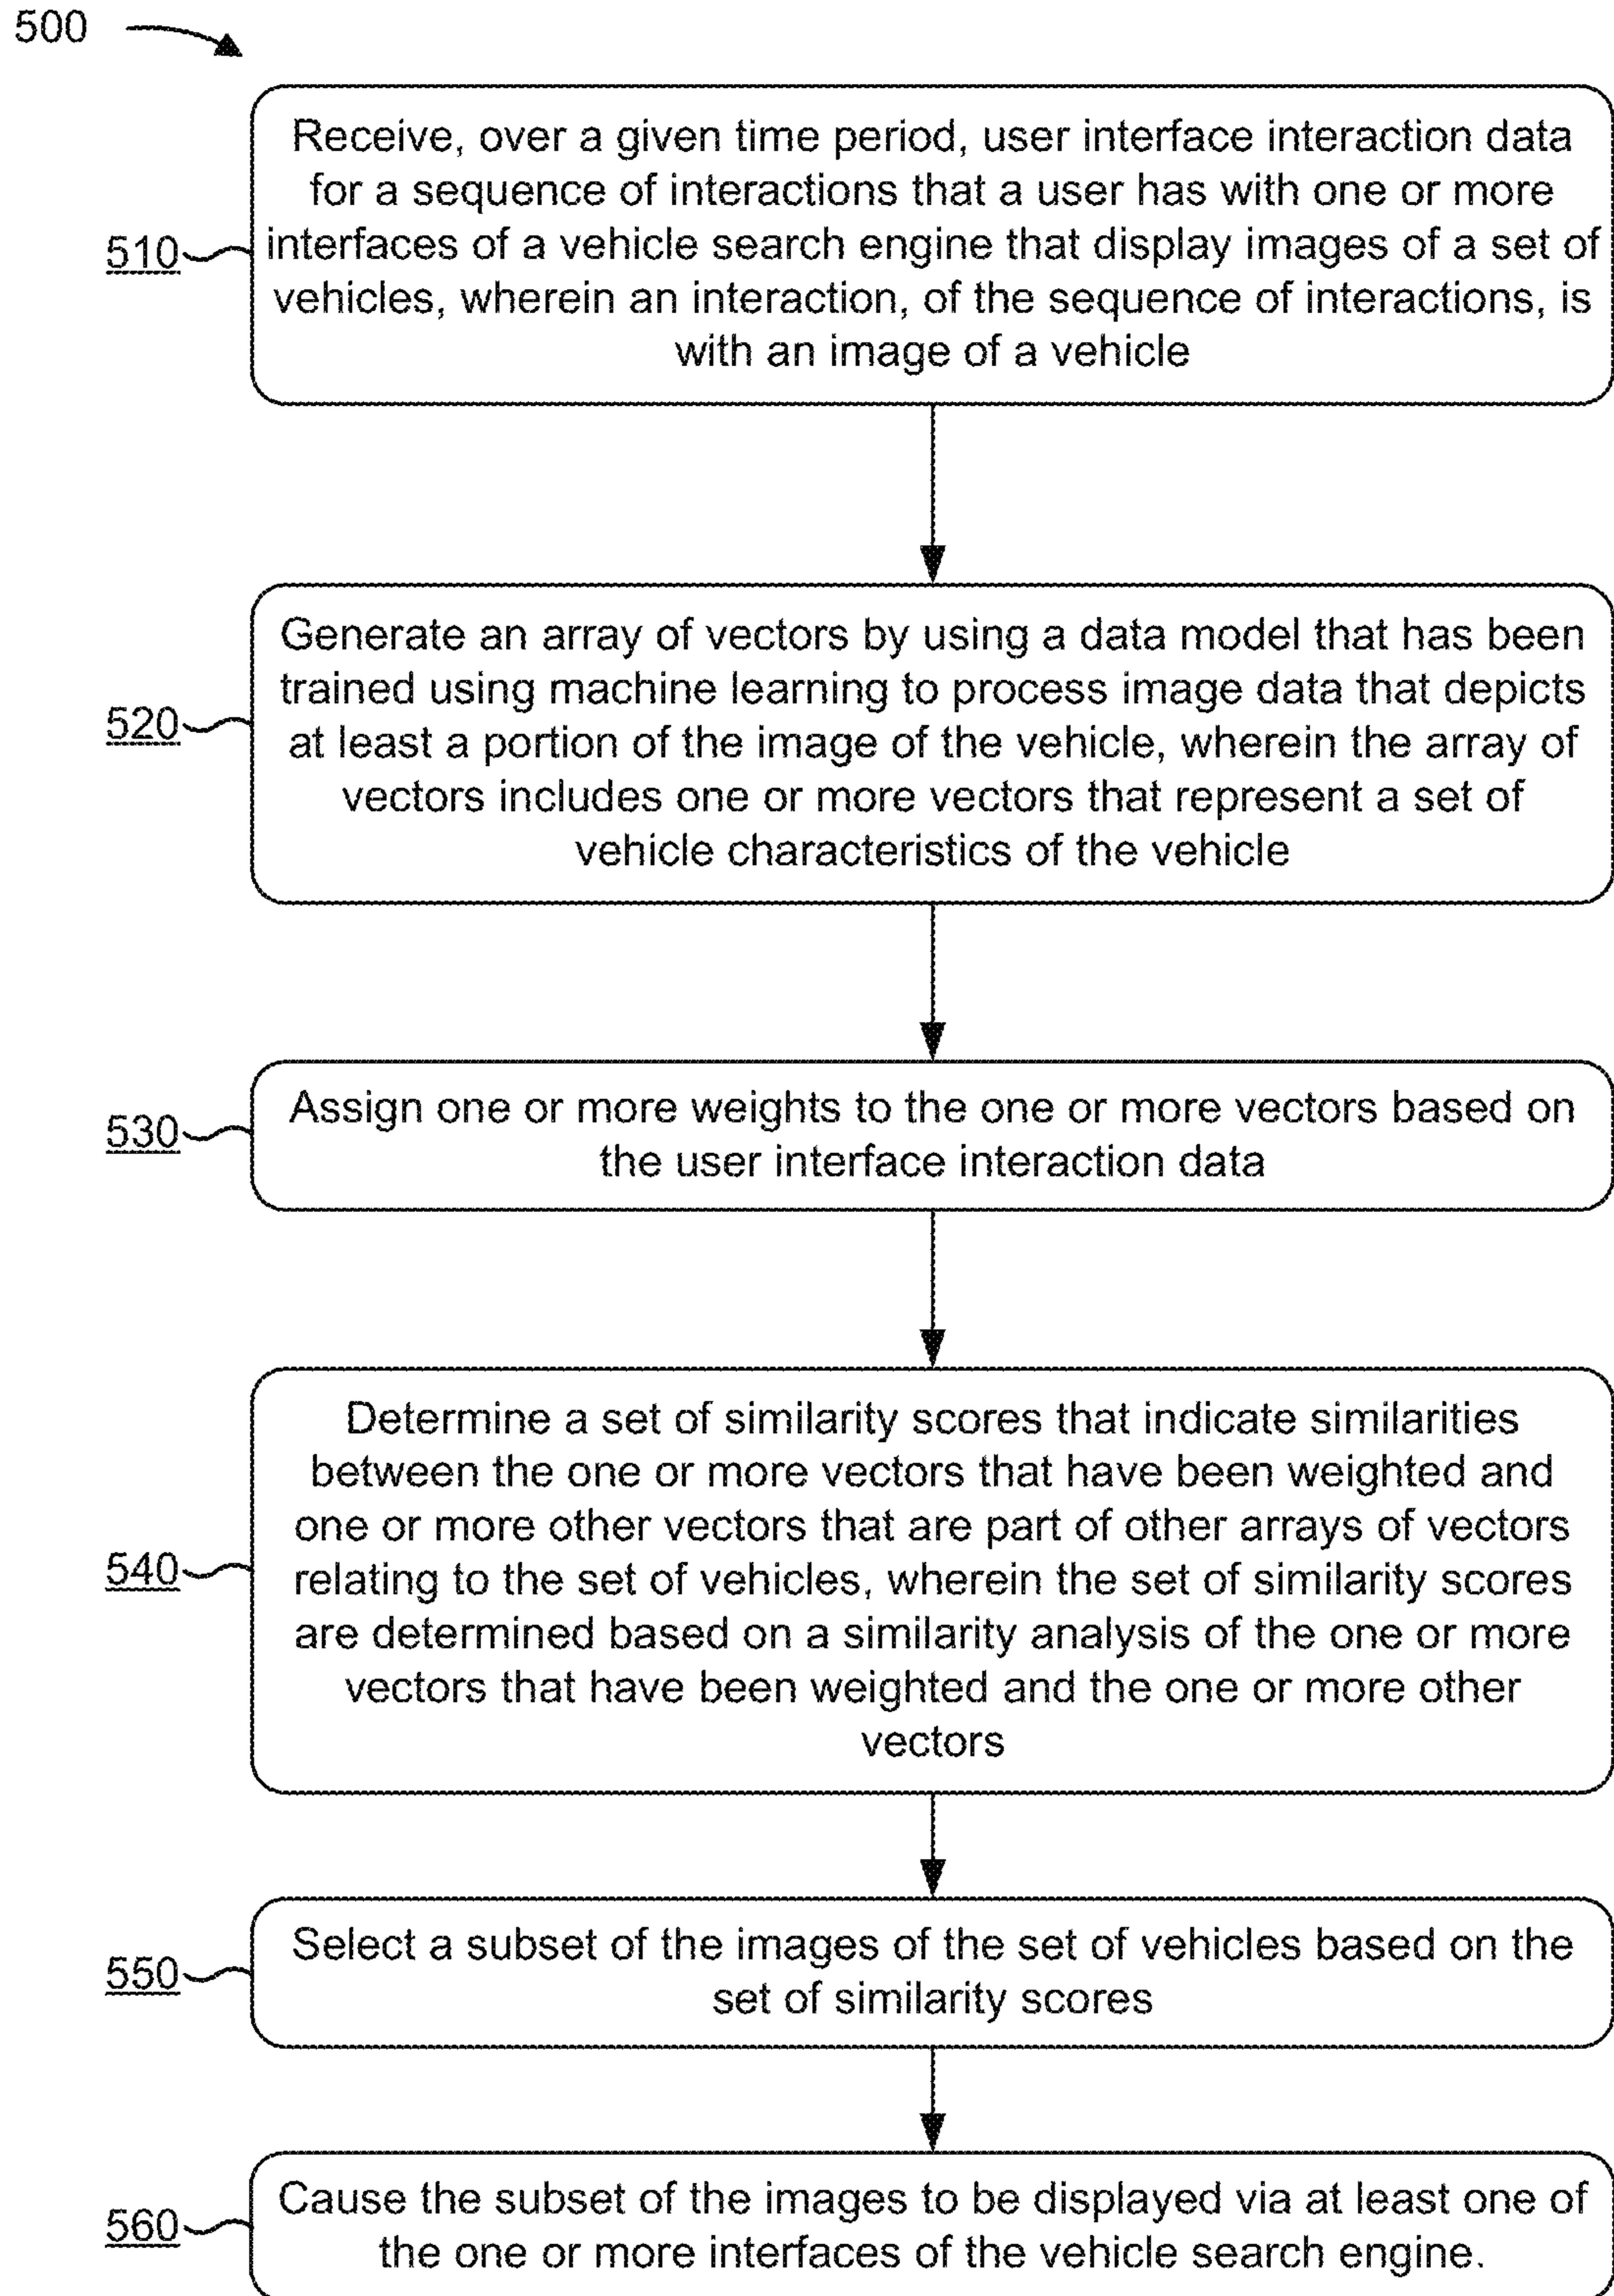 500
Receive, over a given time period, user interface interaction data
for a sequence of interactions that a user has with one or more
interfaces of a vehicle search engine that display images of a set of
vehicles, wherein an interaction, of the sequence of interactions, is
with an image of a vehicle
510
Generate an array of vectors by using a data model that has been
trained using machine learning to process image data that depicts
at least a portion of the image of the vehicle, wherein the array of
vectors includes one or more vectors that represent a set of
vehicle characteristics of the vehicle
520
Assign one or more weights to the one or more vectors based on
the user interface interaction data
530
Determine a set of similarity scores that indicate similarities
between the one or more vectors that have been weighted and
one or more other vectors that are part of other arrays of vectors
relating to the set of vehicles, wherein the set of similarity scores
are determined based on a similarity analysis of the one or more
vectors that have been weighted and the one or more other
vectors
540
Select a subset of the images of the set of vehicles based on the
set of similarity scores
550
Cause the subset of the images to be displayed via at least one of
the one or more interfaces of the vehicle search engine.
560